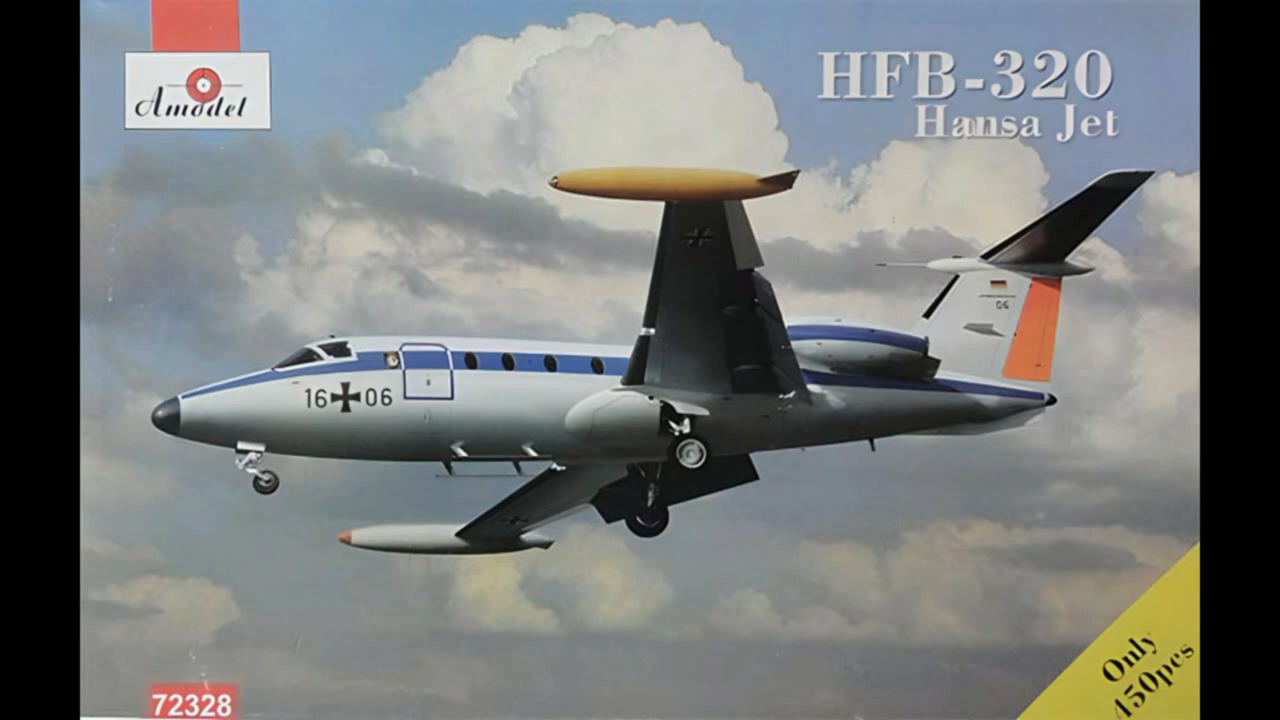 Amodel
HFB-320
Hansa Jet
06
16 06
Only
450pcs
72328